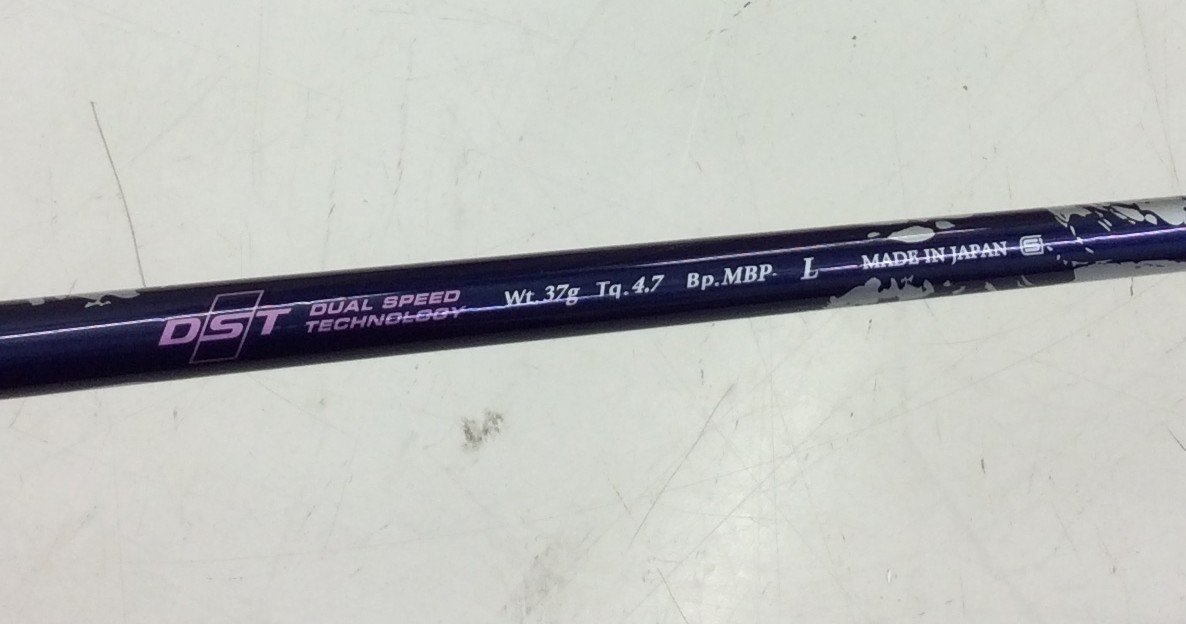 DST
DUAL SPEED
TECHNOLOGY
Wt.37g Tq.4.7 Bp.MBP L MADE IN JAPAN S